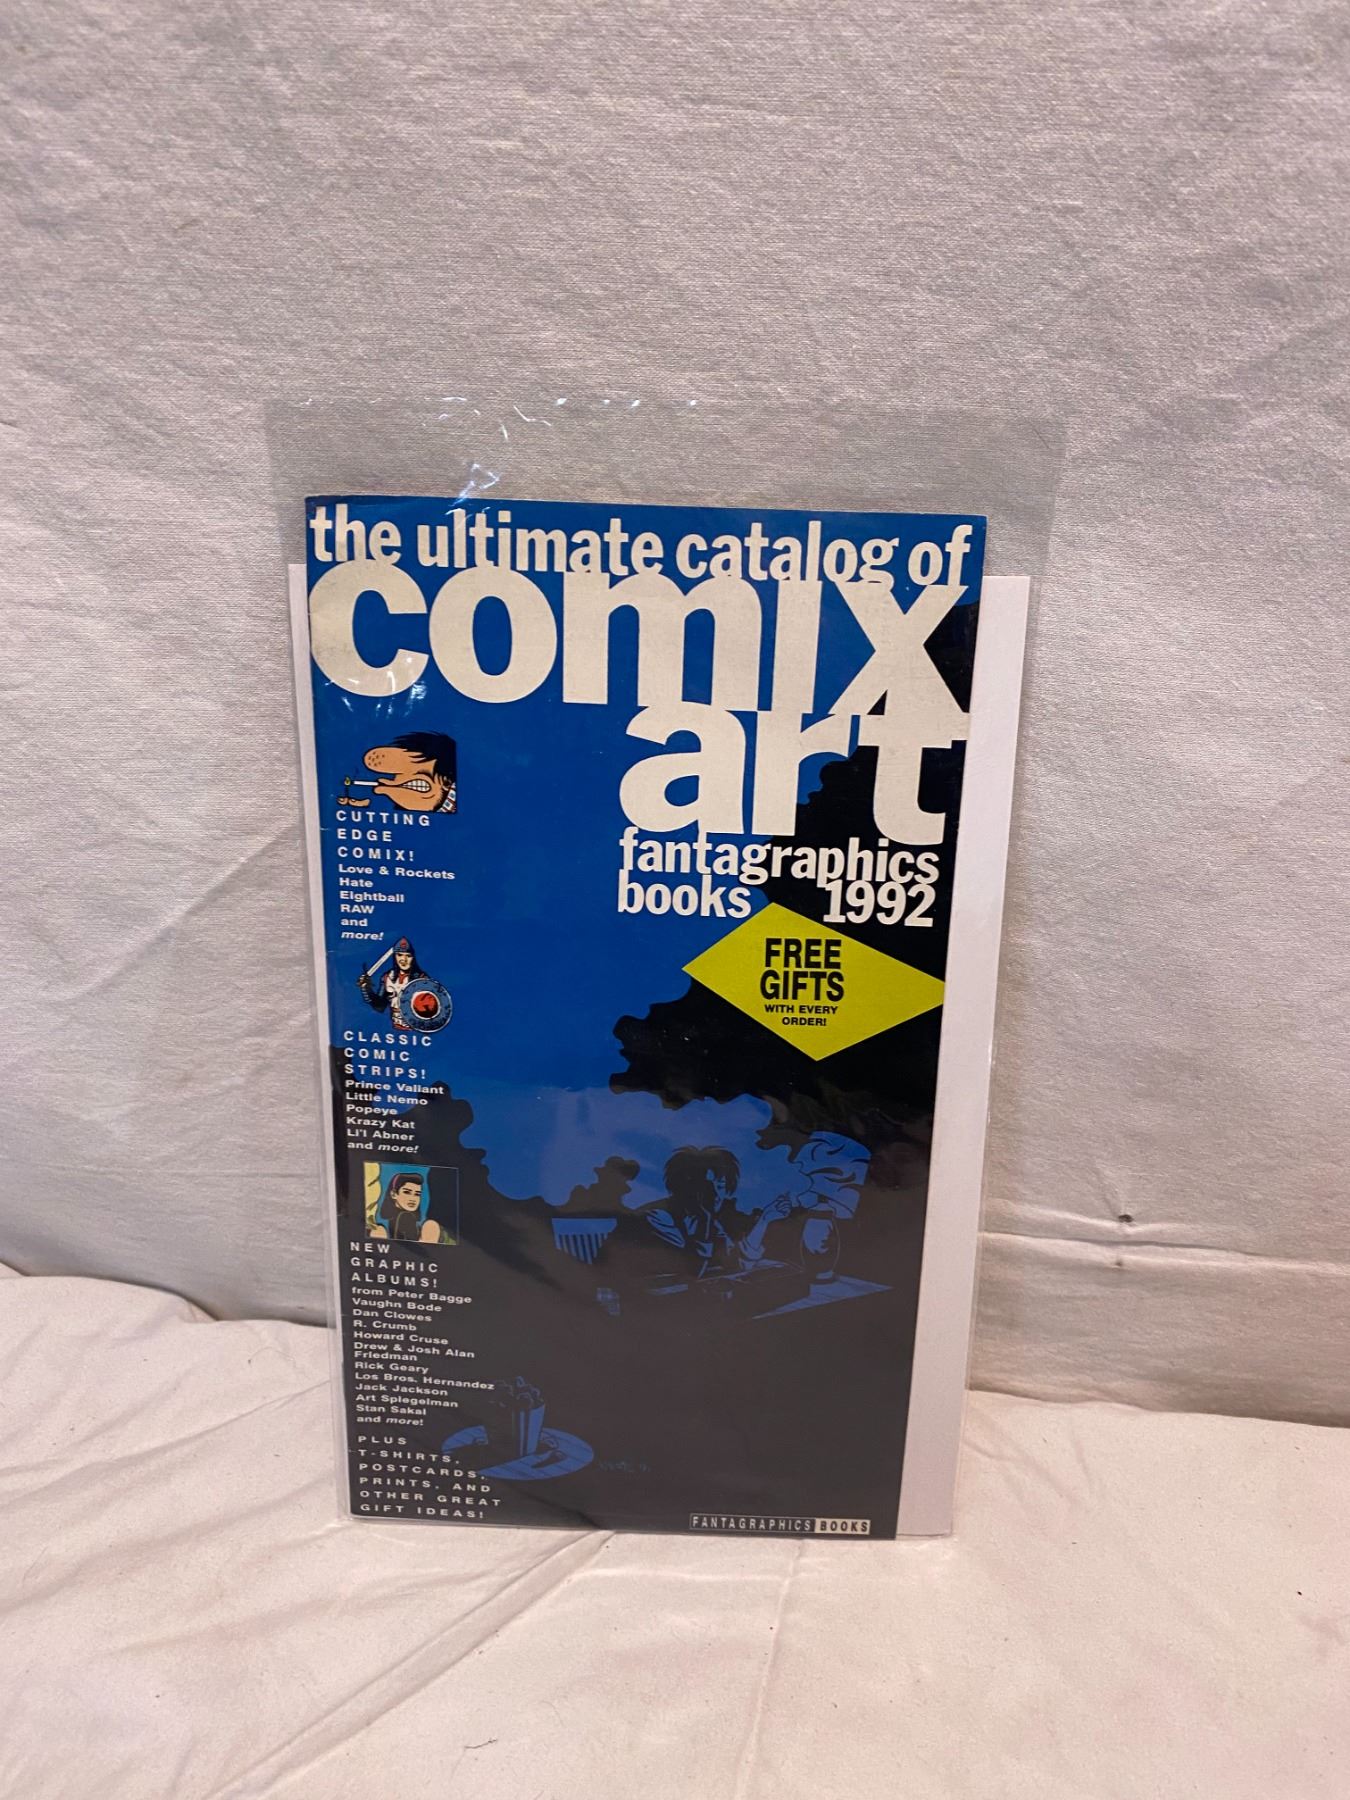 the ultimate catalog of
comix
art
fantagraphics
books 1992
FREE
GIFTS
WITH EVERY
ORDER!
CUTTING
EDGE
COMIX!
Love & Rockets
Hate
Eightball
RAW
and
more!
CLASSIC
COMIC
STRIPS!
Prince Valiant
Little Nemo
Popeye
Krazy Kat
Li'l Abner
and more!
NEW
GRAPHIC
ALBUMS!
from Peter Bagge
Vaughn Bode
Dan Clowes
R. Crumb
Howard Cruse
Drew & Josh Alan
Friedman
Rick Geary
Los Bros. Hernandez
Jack Jackson
Art Spiegelman
Stan Sakai
and more!
PLUS
T-SHIRTS,
POSTCARDS,
PRINTS, AND
OTHER GREAT
GIFT IDEAS!
FANTAGRAPHICS BOOKS